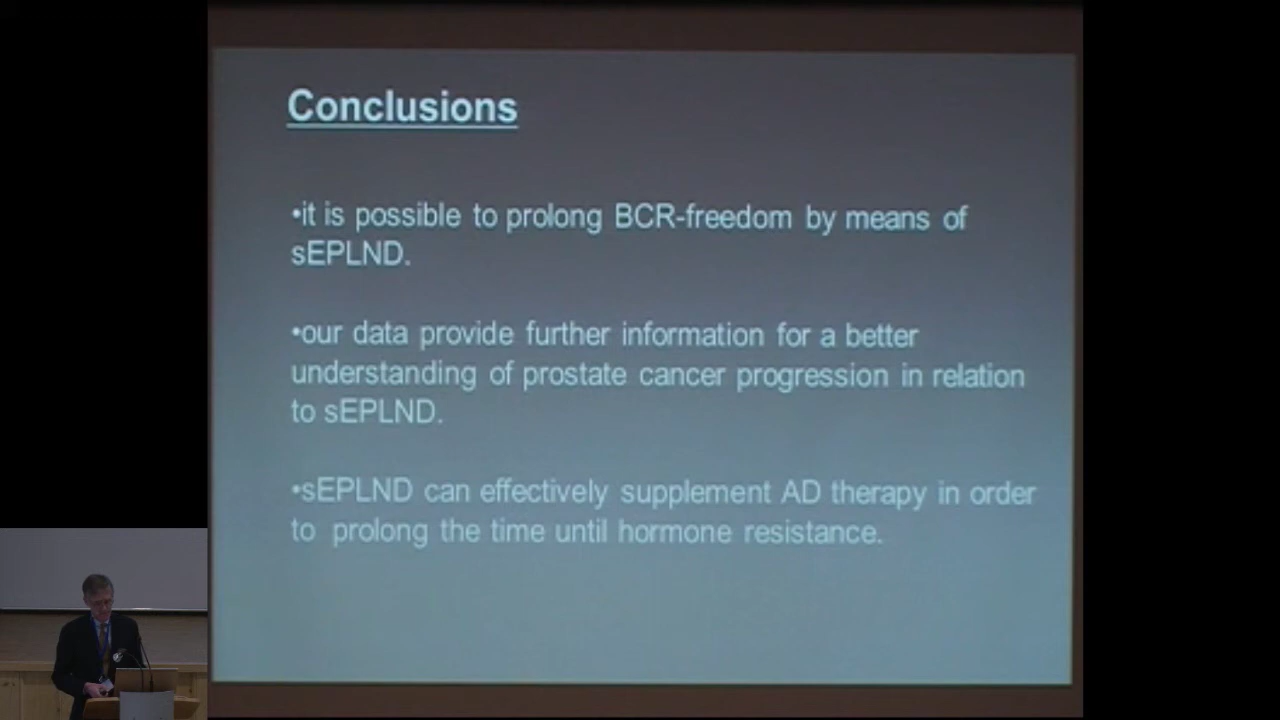 Conclusions
•it is possible to prolong BCR-freedom by means of
sEPLND.
•our data provide further information for a better
understanding of prostate cancer progression in relation
to sEPLND.
•sEPLND can effectively supplement AD therapy in order
to prolong the time until hormone resistance.